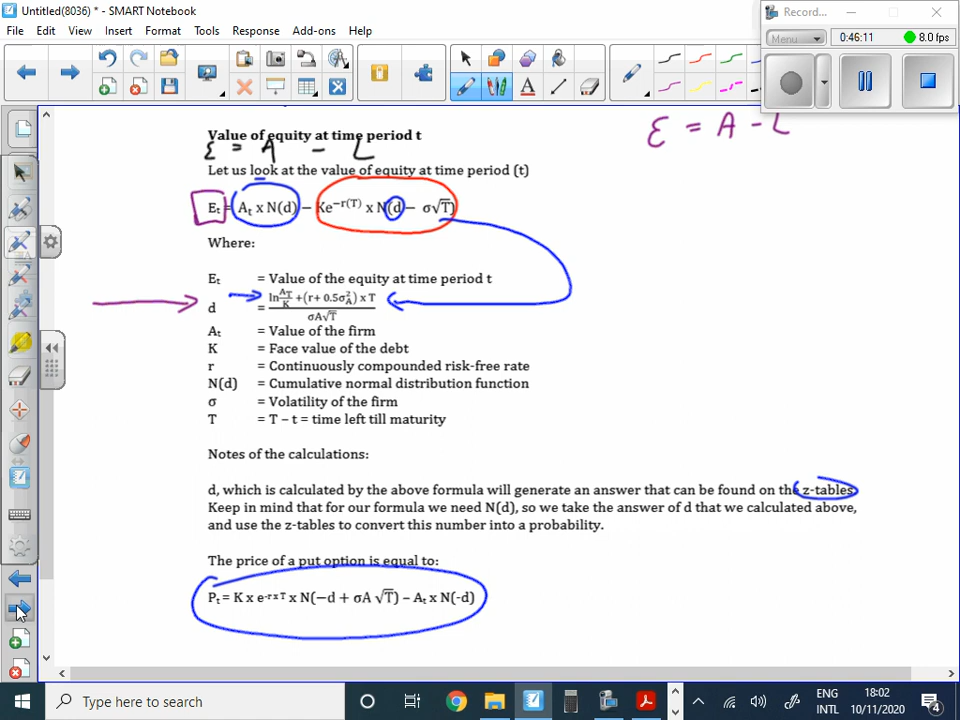 Untitled(8036) * - SMART Notebook
File Edit View Insert Format Tools Response Add-ons Help
Record...
Menu
0:46:11 8.0 fps
ε = A - L
Value of equity at time period t
ε = A - L
Let us look at the value of equity at time period (t)
Eₜ = Aₜ x N(d) − Ke⁻ʳ⁽ᵀ⁾ x N(d − σ√T)
Where:
Eₜ = Value of the equity at time period t
d = ln A_T/K + (r+ 0.5σ²_A) x T / σA√T
Aₜ = Value of the firm
K = Face value of the debt
r = Continuously compounded risk-free rate
N(d) = Cumulative normal distribution function
σ = Volatility of the firm
T = T − t = time left till maturity
Notes of the calculations:
d, which is calculated by the above formula will generate an answer that can be found on the z-tables.
Keep in mind that for our formula we need N(d), so we take the answer of d that we calculated above,
and use the z-tables to convert this number into a probability.
The price of a put option is equal to:
Pₜ = K x e⁻ʳ ˣ ᵀ x N(−d + σA √T) − Aₜ x N(-d)
Type here to search
ENG
INTL
18:02
10/11/2020
4